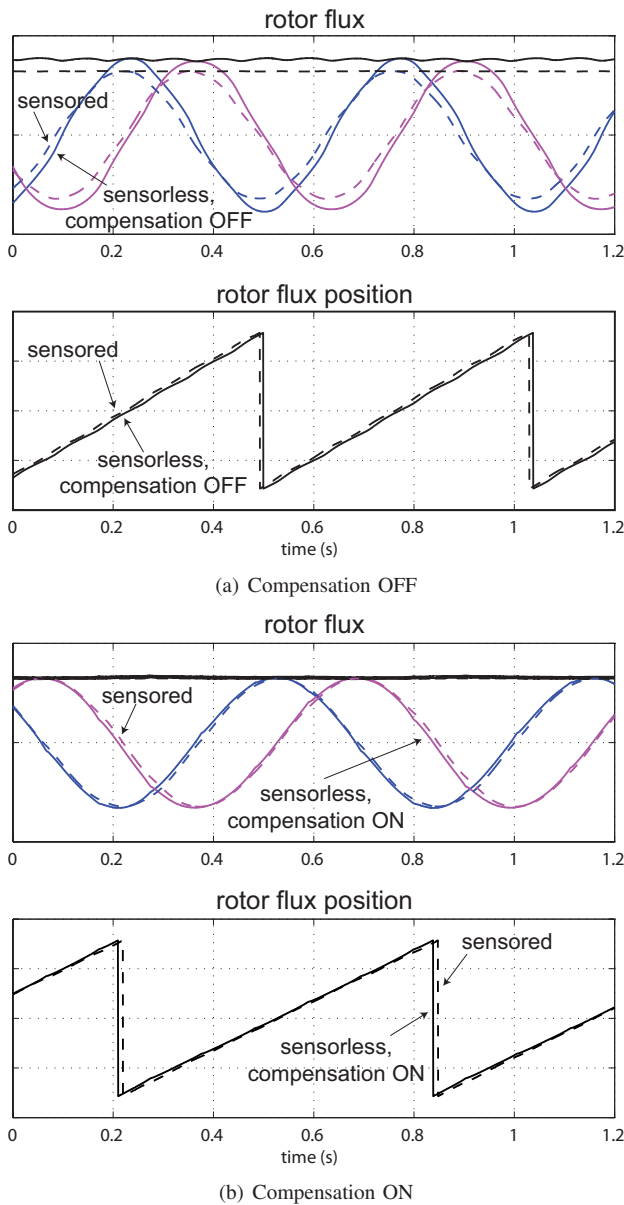 rotor flux
sensored
sensorless,
compensation OFF
0 0.2 0.4 0.6 0.8 1 1.2
rotor flux position
sensored
sensorless,
compensation OFF
0 0.2 0.4 0.6 0.8 1 1.2
time (s)
(a) Compensation OFF
rotor flux
sensored
sensorless,
compensation ON
0 0.2 0.4 0.6 0.8 1 1.2
rotor flux position
sensored
sensorless,
compensation ON
0 0.2 0.4 0.6 0.8 1 1.2
time (s)
(b) Compensation ON